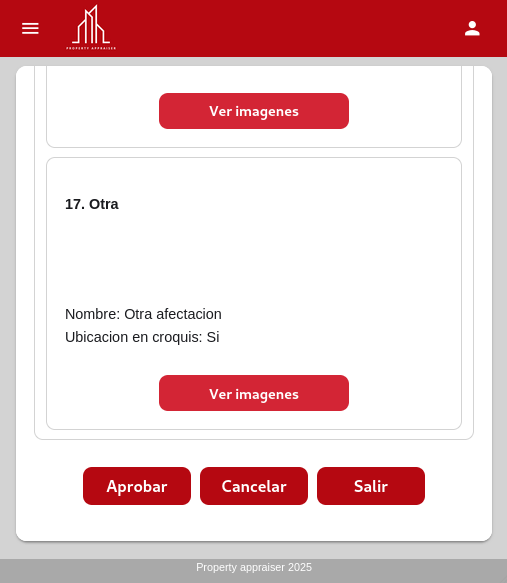 PROPERTY APPRAISER
Ver imagenes
17. Otra
Nombre: Otra afectacion
Ubicacion en croquis: Si
Ver imagenes
Aprobar Cancelar Salir
Property appraiser 2025